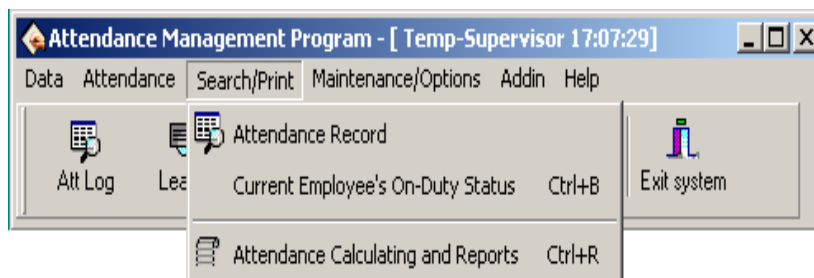 Attendance Management Program - [ Temp-Supervisor 17:07:29]
Data Attendance Search/Print Maintenance/Options Addin Help
Attendance Record
Att Log Lea Current Employee's On-Duty Status Ctrl+B Exit system
Attendance Calculating and Reports Ctrl+R